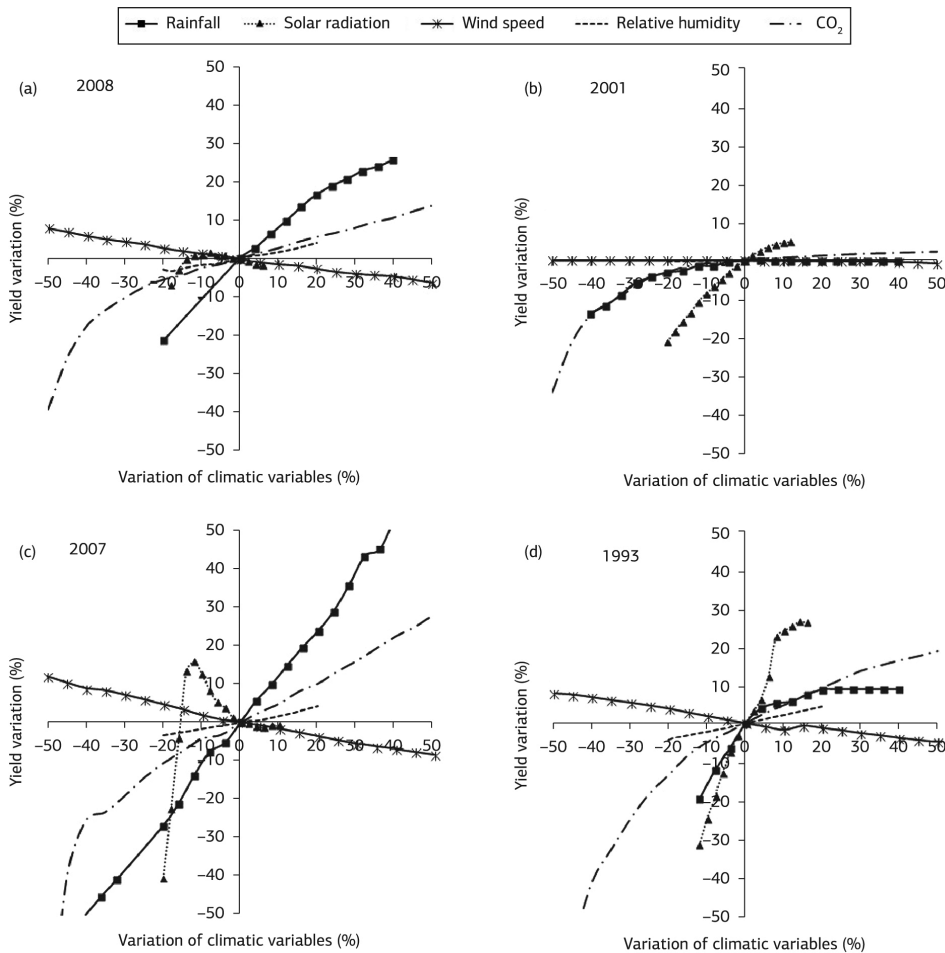 Rainfall Solar radiation Wind speed Relative humidity CO2
(a) 2008
50
40
30
20
10
–50 –40 –30 –20 –10 0 10 20 30 40 50
–10
–20
–30
–40
–50
Yield variation (%)
Variation of climatic variables (%)
(b) 2001
50
40
30
20
10
–50 –40 –30 –20 –10 0 10 20 30 40 50
–10
–20
–30
–40
–50
Yield variation (%)
Variation of climatic variables (%)
(c) 2007
50
40
30
20
10
–50 –40 –30 –20 –10 0 10 20 30 40 50
–10
–20
–30
–40
–50
Yield variation (%)
Variation of climatic variables (%)
(d) 1993
50
40
30
20
10
–50 –40 –30 –20 –10 0 10 20 30 40 50
–10
–20
–30
–40
–50
Yield variation (%)
Variation of climatic variables (%)